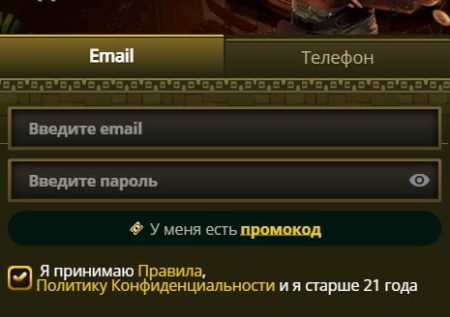 Email
Телефон
Введите email
Введите пароль
У меня есть промокод
Я принимаю Правила,
Политику Конфиденциальности и я старше 21 года